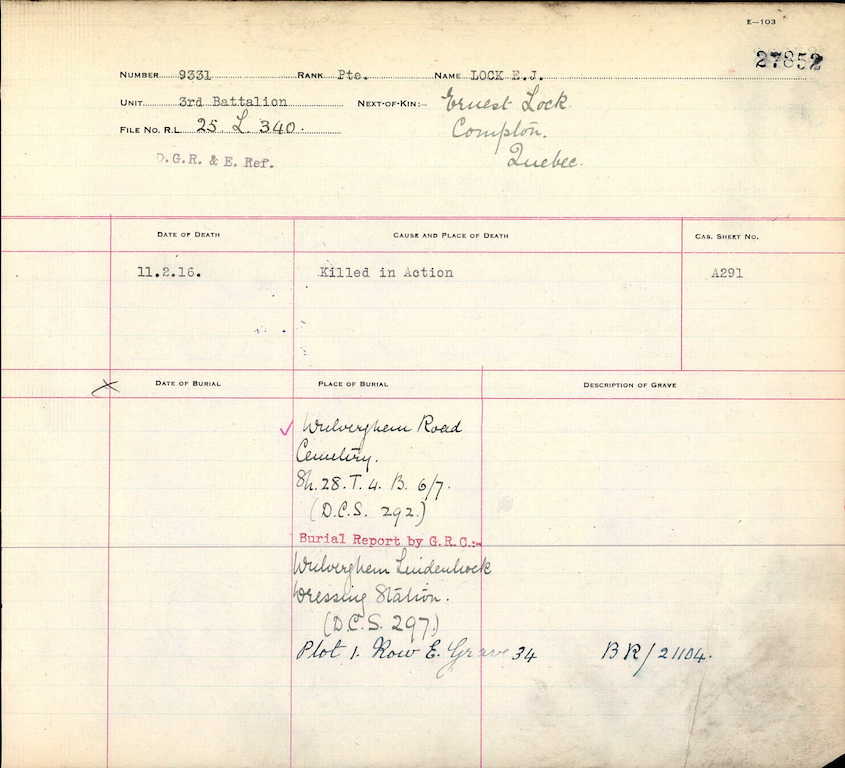 E—103
27852
NUMBER 9331 RANK Pte. NAME LOCK E.J.
UNIT 3rd Battalion NEXT-OF-KIN:- Ernest Lock
FILE No. R.L. 25. L. 340. Compton.
D.G.R. & E. Ref. Quebec.
DATE OF DEATH CAUSE AND PLACE OF DEATH CAS. SHEET No.
11.2.16. Killed in Action A291
DATE OF BURIAL PLACE OF BURIAL DESCRIPTION OF GRAVE
Wulverghem Road
Cemetery.
Sh. 28. T. 4. B. 6/7.
(D.C.S. 292.)
Burial Report by G.R.C.:-
Wulverghem Lindenhoek
Dressing Station.
(D.C.S. 297.)
Plot 1. Row E. Grave 34 BR/21104.